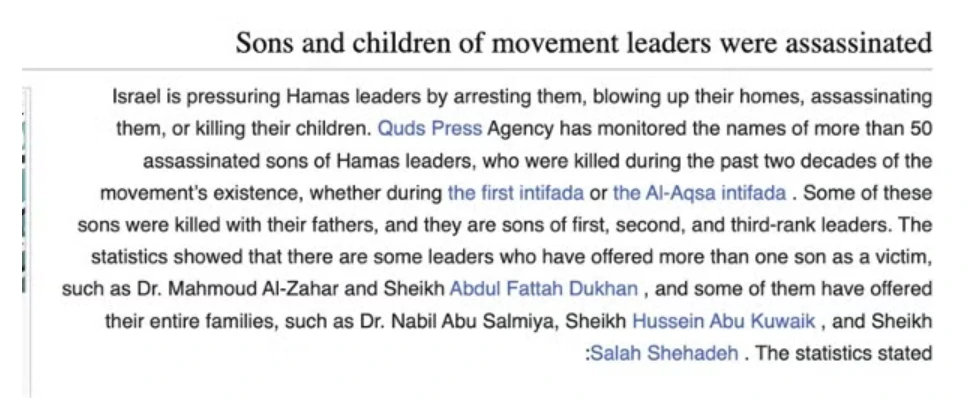 Sons and children of movement leaders were assassinated
Israel is pressuring Hamas leaders by arresting them, blowing up their homes, assassinating
them, or killing their children. Quds Press Agency has monitored the names of more than 50
assassinated sons of Hamas leaders, who were killed during the past two decades of the
movement's existence, whether during the first intifada or the Al-Aqsa intifada . Some of these
sons were killed with their fathers, and they are sons of first, second, and third-rank leaders. The
statistics showed that there are some leaders who have offered more than one son as a victim,
such as Dr. Mahmoud Al-Zahar and Sheikh Abdul Fattah Dukhan , and some of them have offered
their entire families, such as Dr. Nabil Abu Salmiya, Sheikh Hussein Abu Kuwaik , and Sheikh
:Salah Shehadeh . The statistics stated